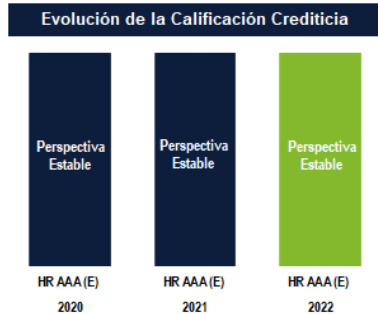 Evolución de la Calificación Crediticia
Perspectiva
Estable
Perspectiva
Estable
Perspectiva
Estable
HR AAA (E)
HR AAA (E)
HR AAA (E)
2020
2021
2022